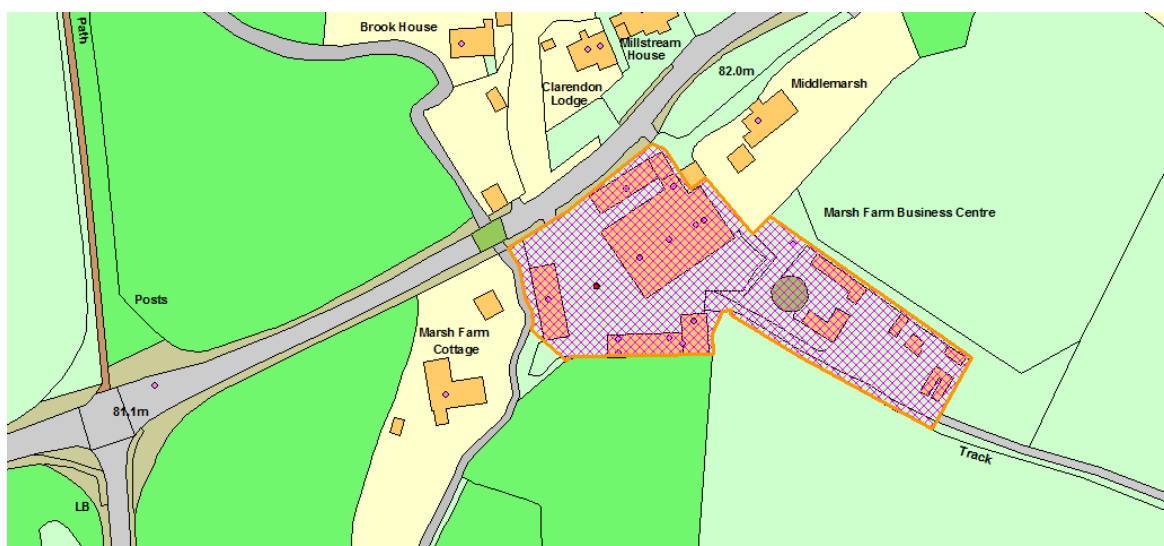 Path
Brook House
Millstream
House
82.0m
Clarendon
Lodge
Middlemarsh
Marsh Farm Business Centre
Posts
Marsh Farm
Cottage
81.1m
Track
LB